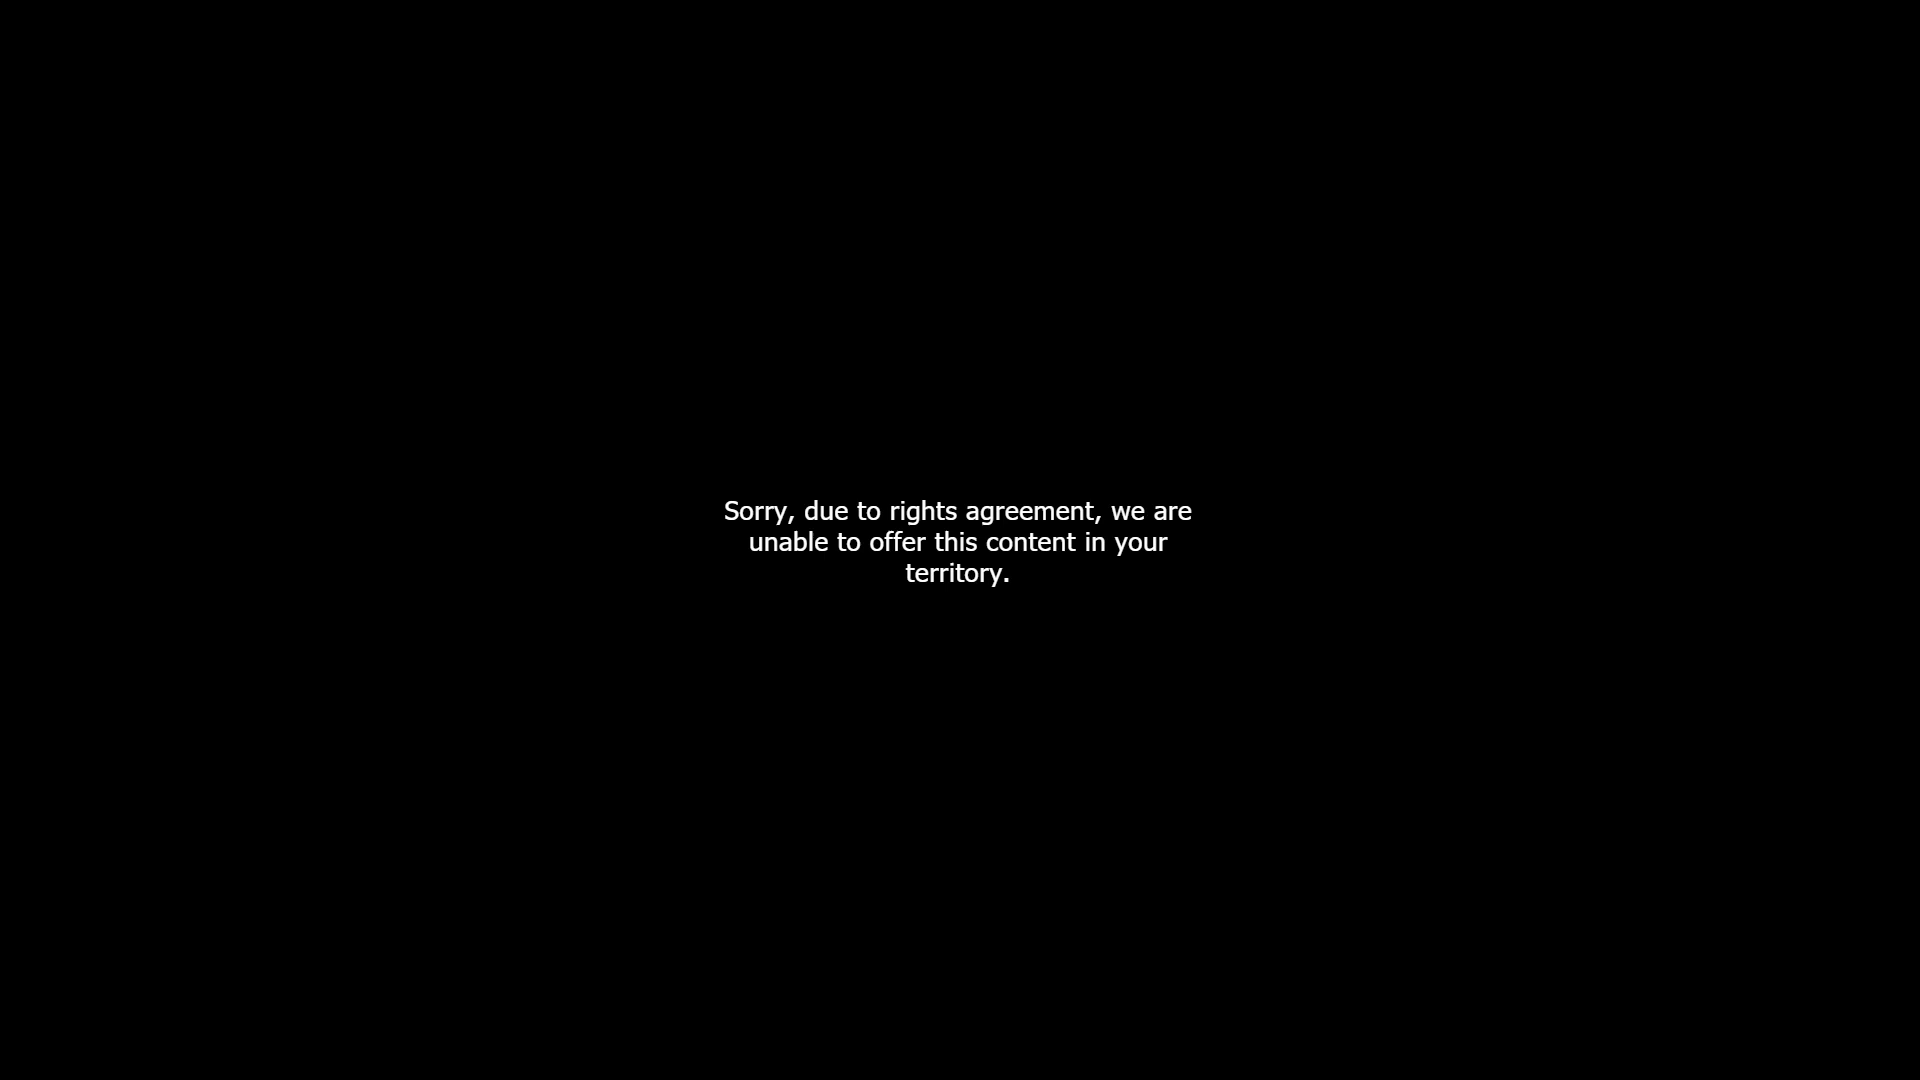 Sorry, due to rights agreement, we are
unable to offer this content in your
territory.